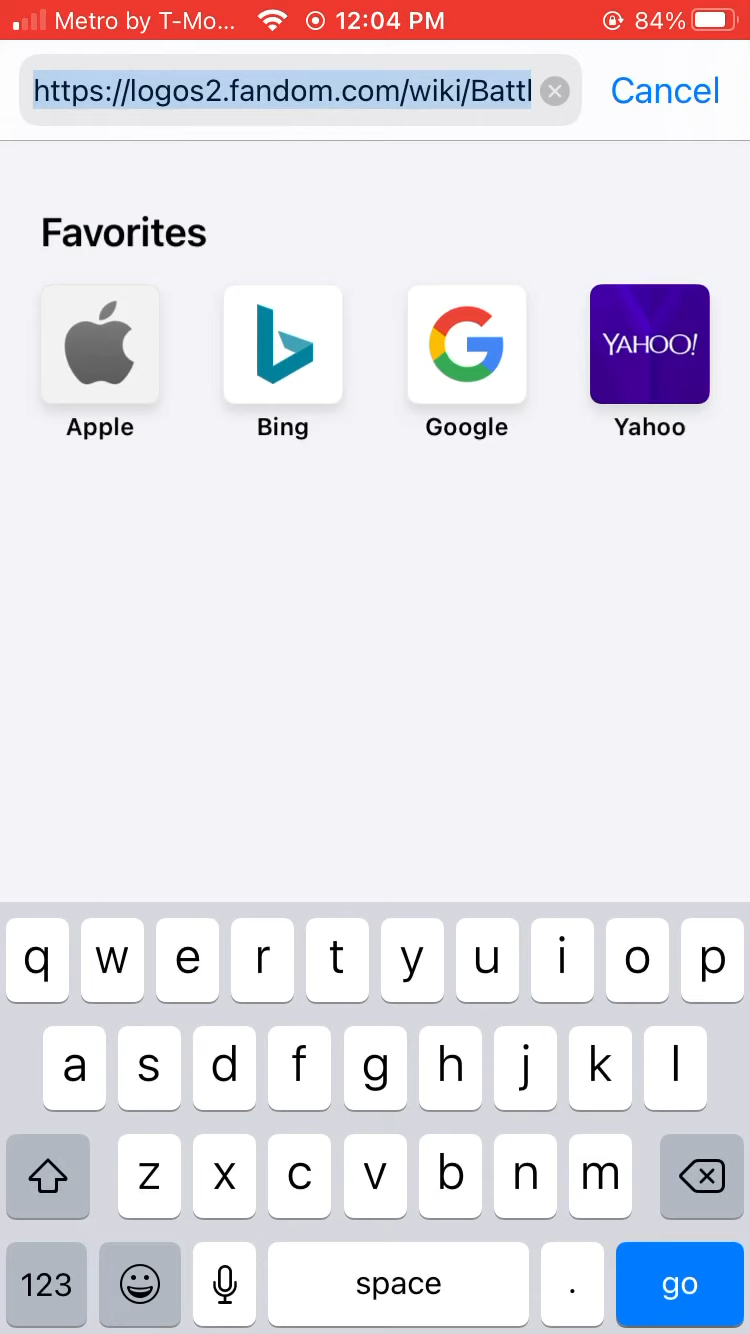 Metro by T-Mo... 12:04 PM 84%
https://logos2.fandom.com/wiki/Battl Cancel
Favorites
YAHOO!
Apple Bing Google Yahoo
q w e r t y u i o p
a s d f g h j k l
z x c v b n m
123 space . go